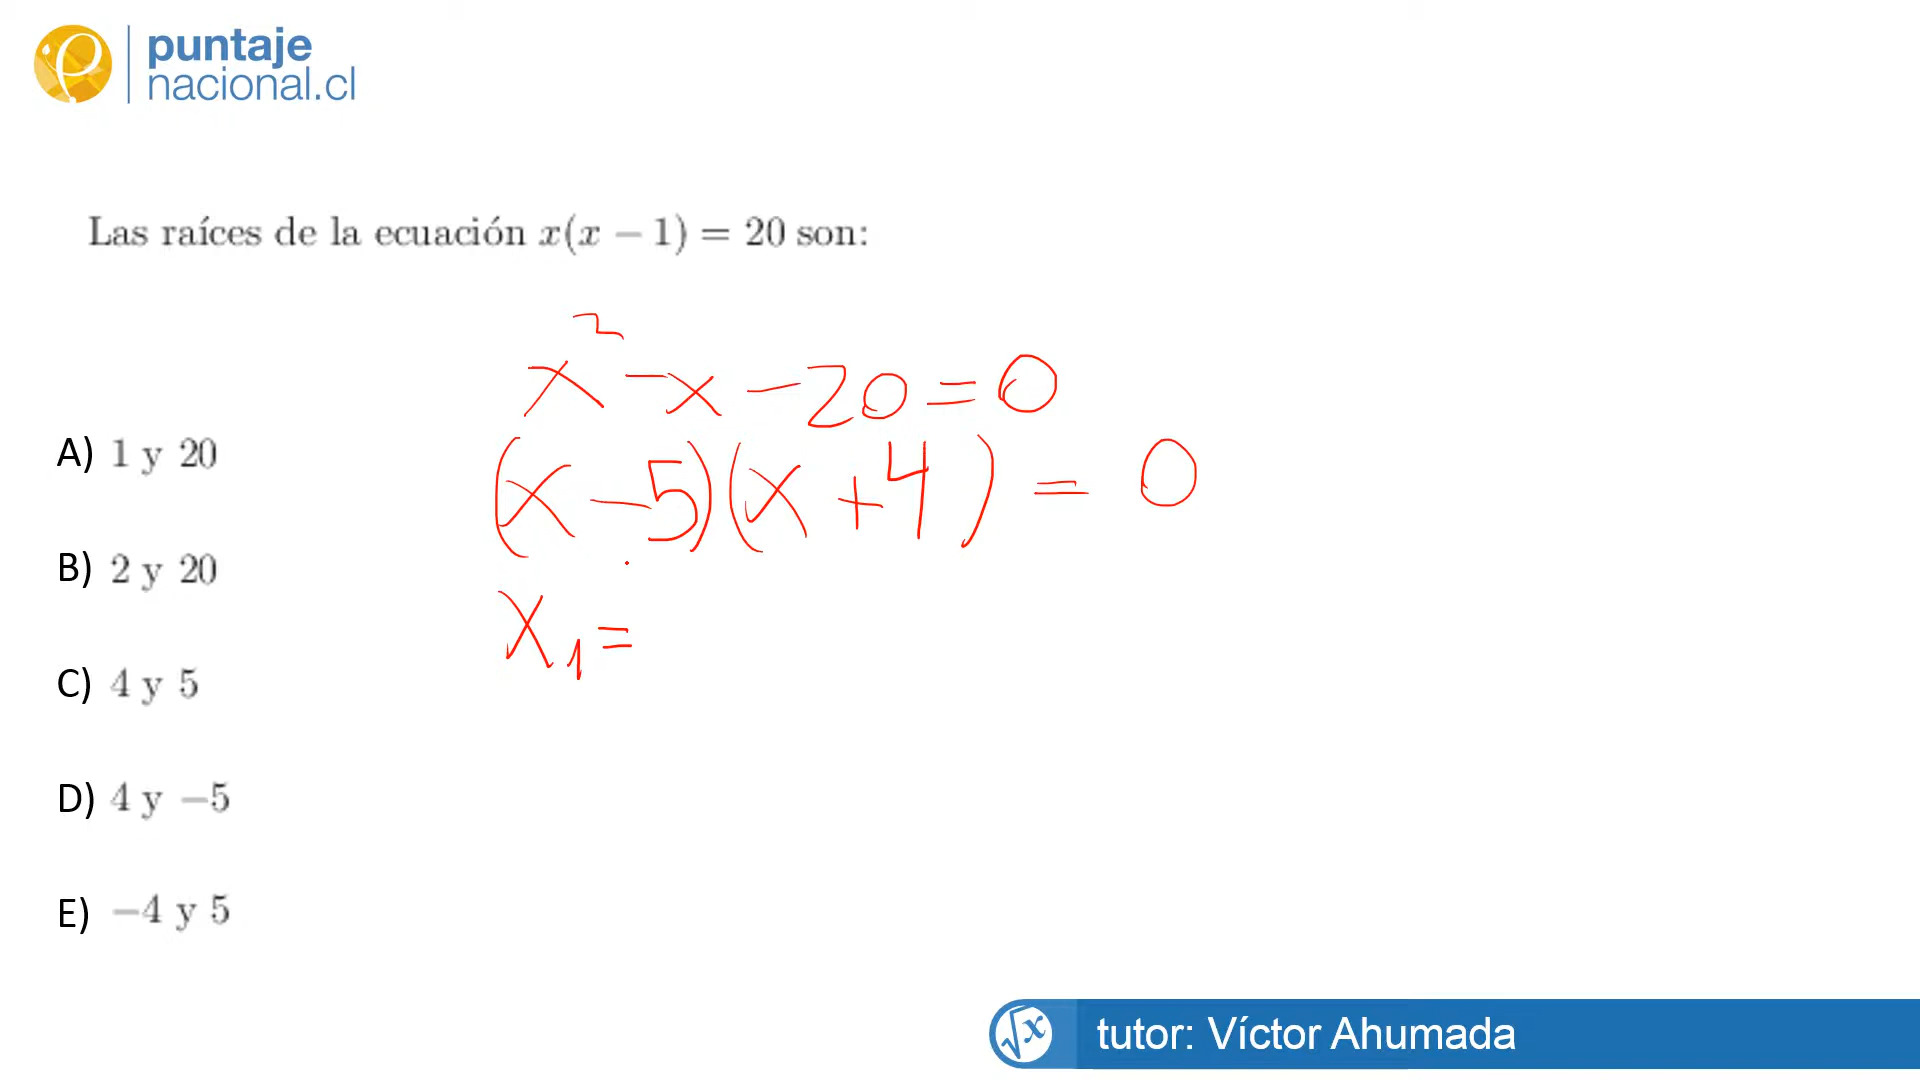 puntaje
nacional.cl
Las raíces de la ecuación x(x − 1) = 20 son:
x² - x - 20 = 0
(x - 5)(x + 4) = 0
x₁ =
A) 1 y 20
B) 2 y 20
C) 4 y 5
D) 4 y −5
E) −4 y 5
√x tutor: Víctor Ahumada